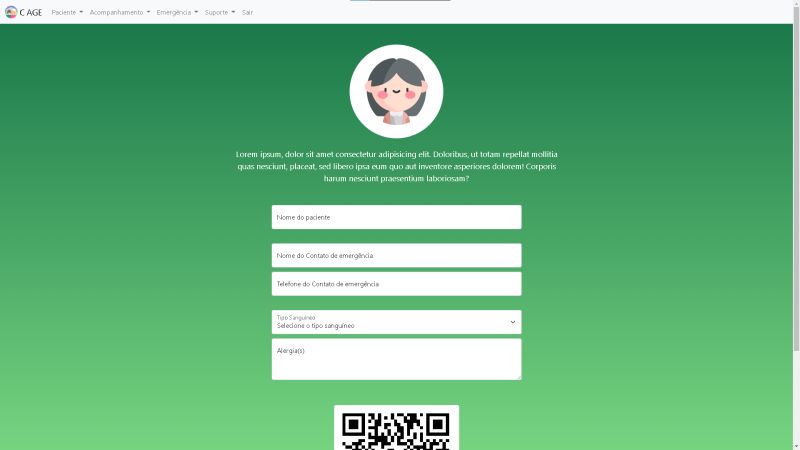 C AGE Paciente Acompanhamento Emergência Suporte Sair
Lorem ipsum, dolor sit amet consectetur adipisicing elit. Doloribus, ut totam repellat mollitia
quas nesciunt, placeat, sed libero ipsa eum quo aut inventore asperiores dolorem! Corporis
harum nesciunt praesentium laboriosam?
Nome do paciente
Nome do Contato de emergência
Telefone do Contato de emergência
Tipo Sanguíneo
Selecione o tipo sanguíneo
Alergia(s)